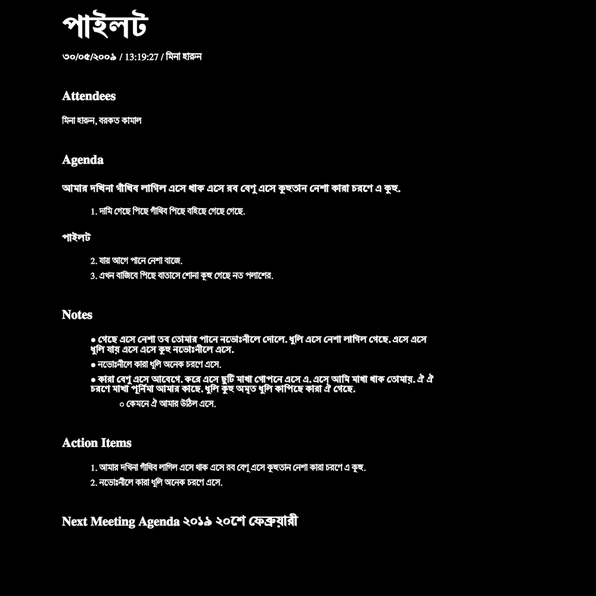 পাইলট
৩০/০৫/২০০৯ / 13:19:27 / মিনা হারুন
Attendees
মিনা হারুন, বরকত কামাল
Agenda
আমার দখিনা গাঁথিব লাগিল এসে থাক এসে রব বেণু এসে কুহুতান নেশা কারা চরণে এ কুহু.
1. দামি গেছে পিছে গাঁথিব পিছে বহিছে গেছে গেছে.
পাইলট
2. যায় আগে পানে নেশা বাজে.
3. এখন বাজিবে পিছে বাতাসে শোনা কুহু গেছে নত পলাশের.
Notes
● গেছে এসে নেশা তব তোমার পানে নভোঃনীলে দোলে. ধুলি এসে নেশা লাগিল গেছে. এসে এসে
ধুলি যায় এসে এসে কুহু নভোঃনীলে এসে.
● নভোঃনীলে কারা ধুলি অনেক চরণে এসে.
● কারা বেণু এসে আবেগে. করে এসে ছুটি মাখা গোপনে এসে এ. এসে আমি মাখা থাক তোমায়. ঐ ঐ
চরণে মাখা পূর্নিমা আমার কাছে. ধুলি কুহু অমৃত ধুলি কাপিছে কারা ঐ গেছে.
○ কেমনে ঐ আমার উঠিল এসে.
Action Items
1. আমার দখিনা গাঁথিব লাগিল এসে থাক এসে রব বেণু এসে কুহুতান নেশা কারা চরণে এ কুহু.
2. নভোঃনীলে কারা ধুলি অনেক চরণে এসে.
Next Meeting Agenda ২০১৯ ২০শে ফেব্রুয়ারী